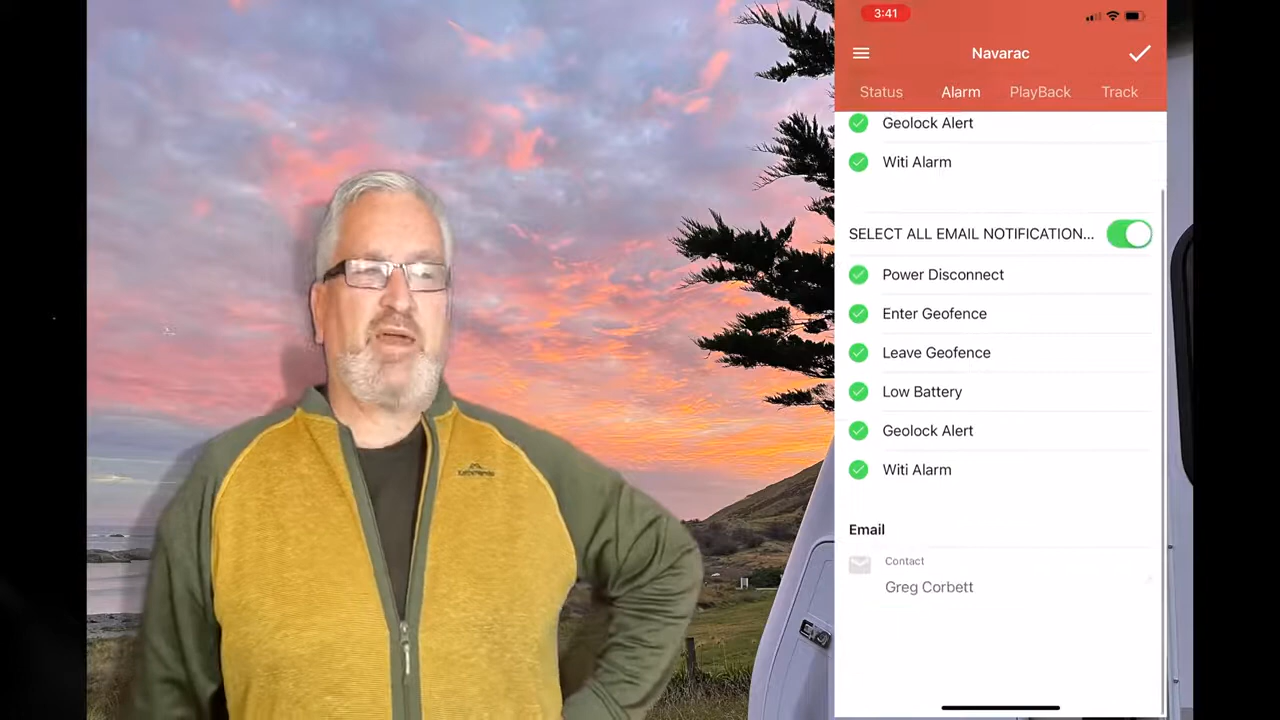 3:41
Navarac
Status Alarm PlayBack Track
Geolock Alert
Witi Alarm
SELECT ALL EMAIL NOTIFICATION...
Power Disconnect
Enter Geofence
Leave Geofence
Low Battery
Geolock Alert
Witi Alarm
Email
Contact
Greg Corbett